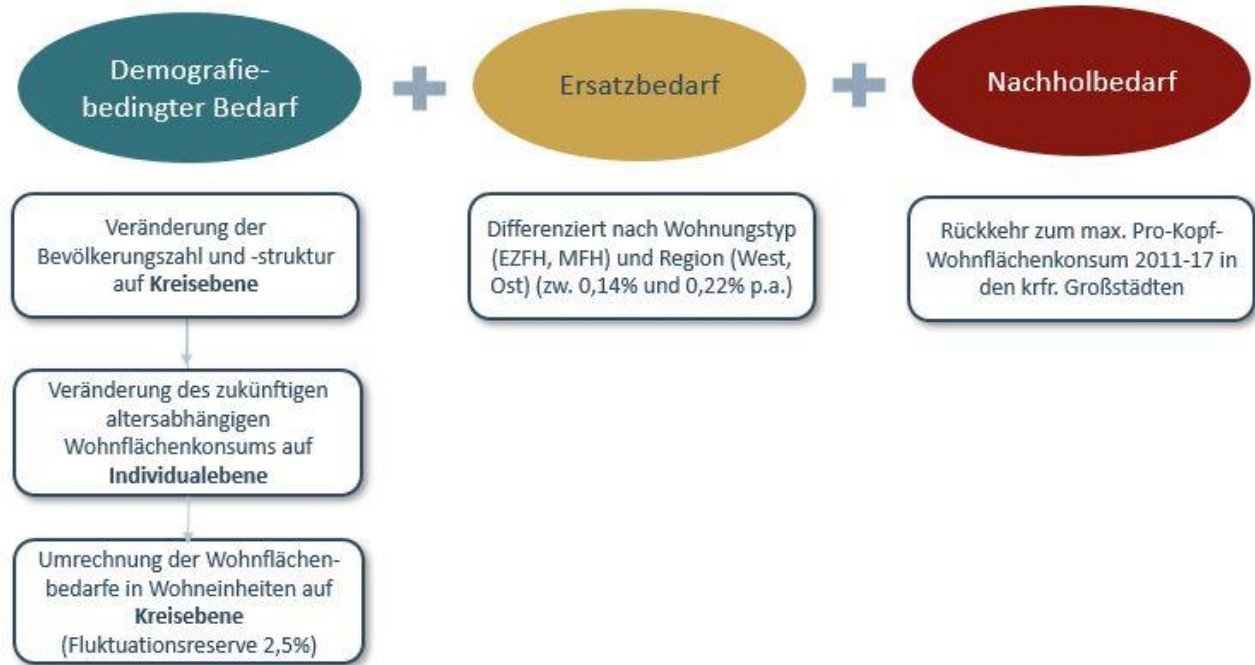 Demografie-
bedingter Bedarf
Ersatzbedarf
Nachholbedarf
Veränderung der
Bevölkerungszahl und -struktur
auf Kreisebene
Veränderung des zukünftigen
altersabhängigen
Wohnflächenkonsums auf
Individualebene
Umrechnung der Wohnflächen-
bedarfe in Wohneinheiten auf
Kreisebene
(Fluktuationsreserve 2,5%)
Differenziert nach Wohnungstyp
(EZFH, MFH) und Region (West,
Ost) (zw. 0,14% und 0,22% p.a.)
Rückkehr zum max. Pro-Kopf-
Wohnflächenkonsum 2011-17 in
den krfr. Großstädten